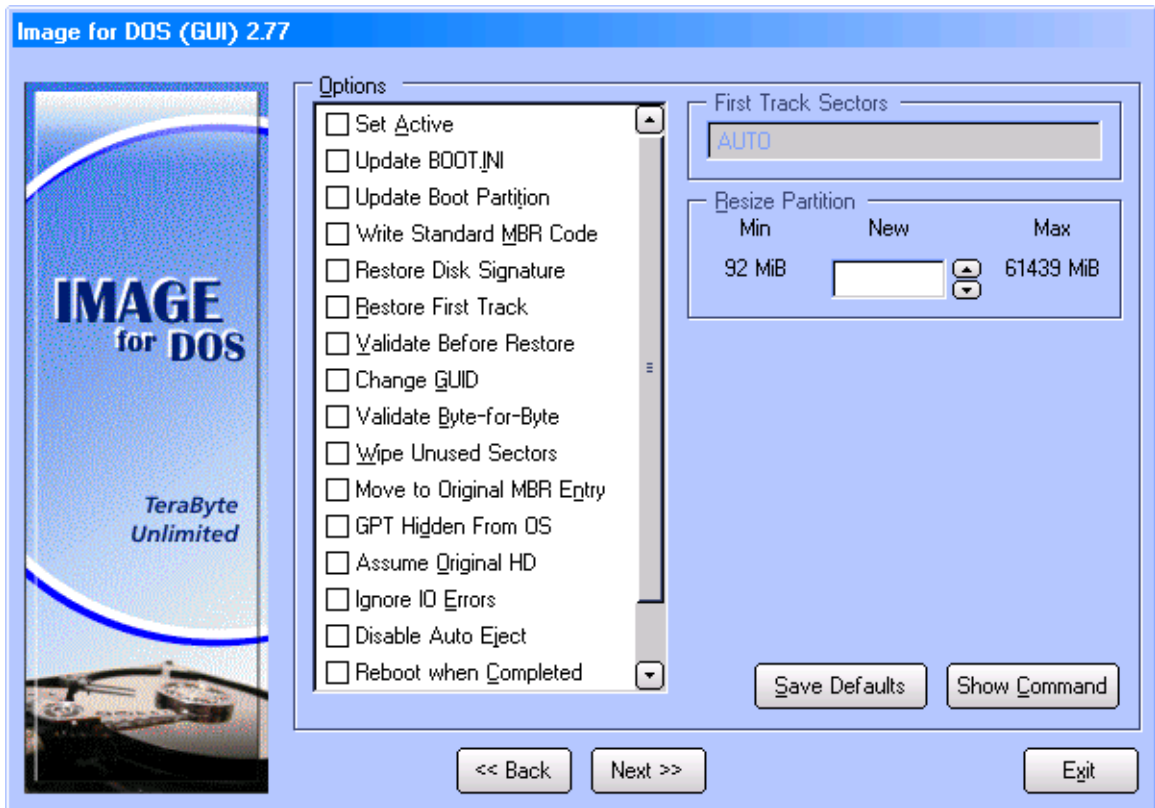 Image for DOS (GUI) 2.77
IMAGE
for DOS
TeraByte
Unlimited
Options
Set Active
Update BOOT.INI
Update Boot Partition
Write Standard MBR Code
Restore Disk Signature
Restore First Track
Validate Before Restore
Change GUID
Validate Byte-for-Byte
Wipe Unused Sectors
Move to Original MBR Entry
GPT Hidden From OS
Assume Original HD
Ignore IO Errors
Disable Auto Eject
Reboot when Completed
First Track Sectors
AUTO
Resize Partition
Min New Max
92 MiB 61439 MiB
Save Defaults Show Command
<< Back Next >> Exit